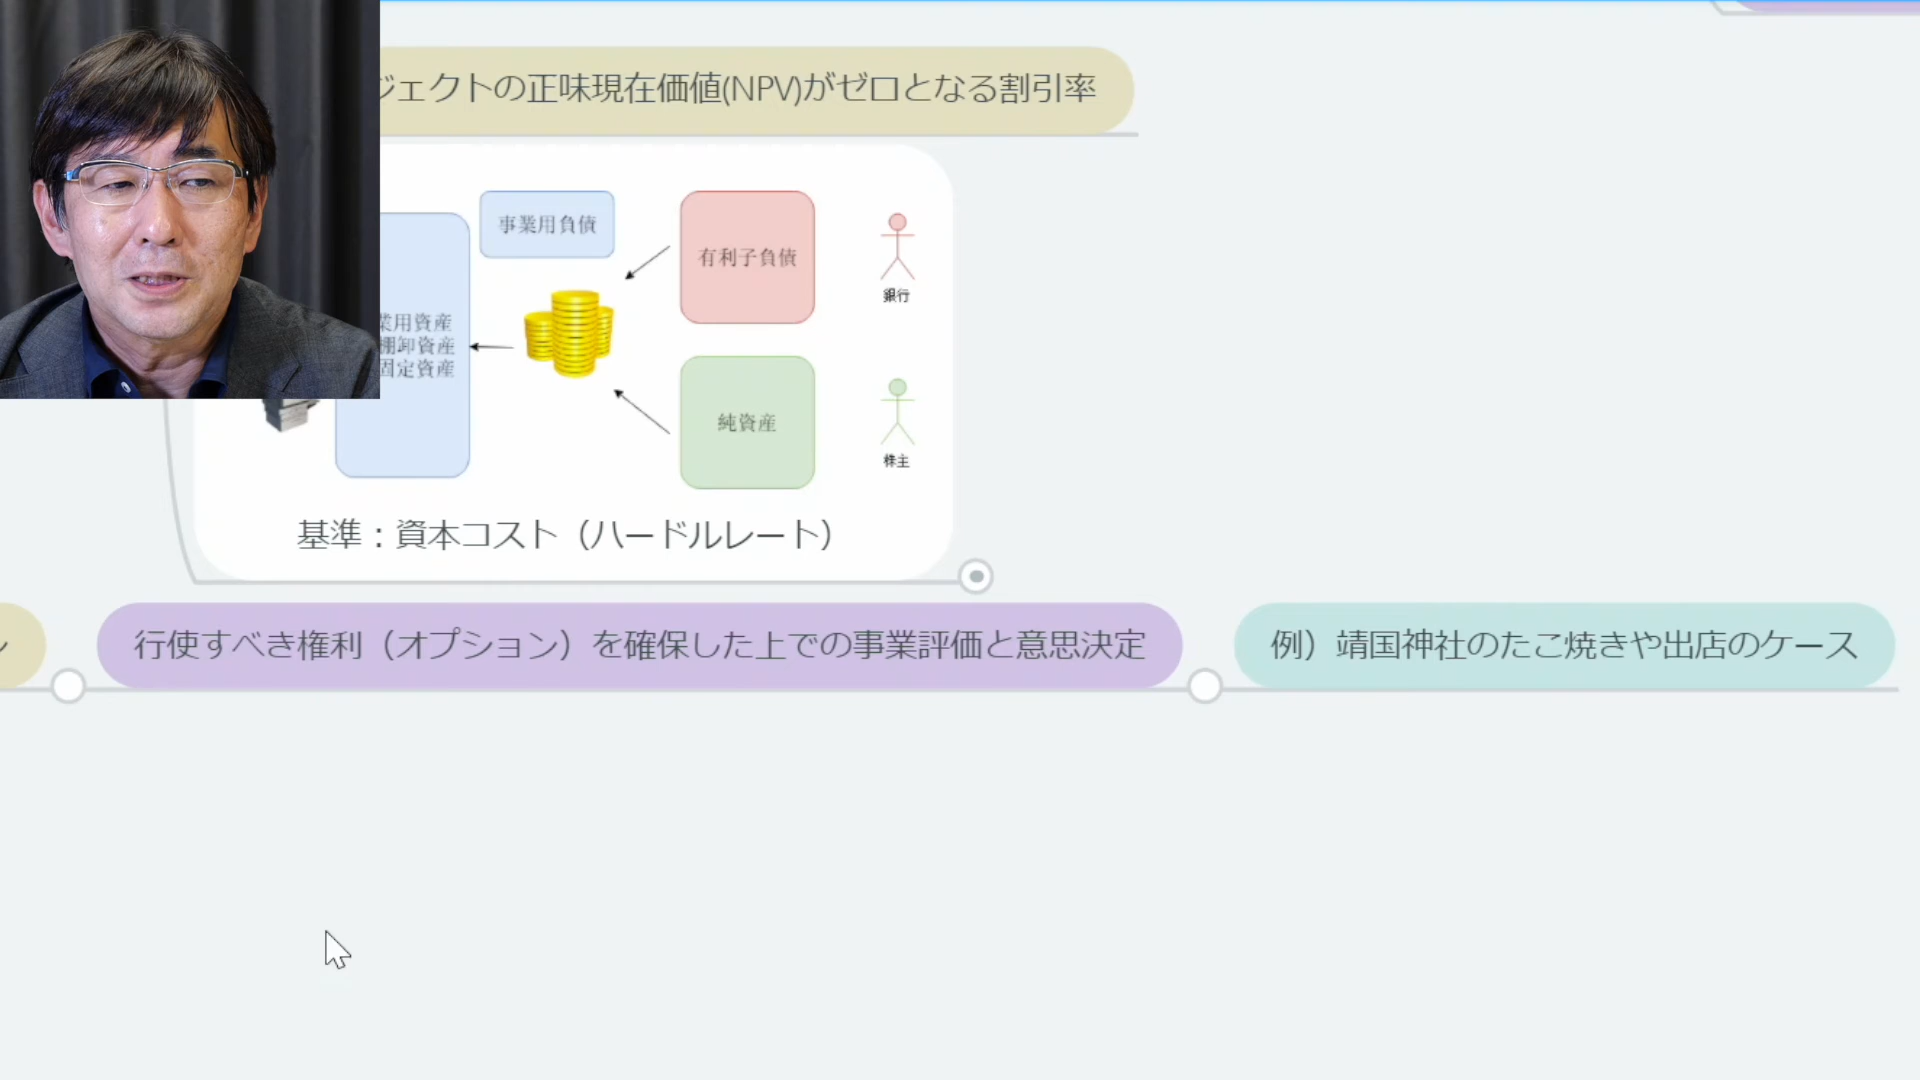 ジェクトの正味現在価値(NPV)がゼロとなる割引率
事業用負債
有利子負債
銀行
業用資産
棚卸資産
固定資産
純資産
株主
基準：資本コスト（ハードルレート）
行使すべき権利（オプション）を確保した上での事業評価と意思決定
例）靖国神社のたこ焼きや出店のケース